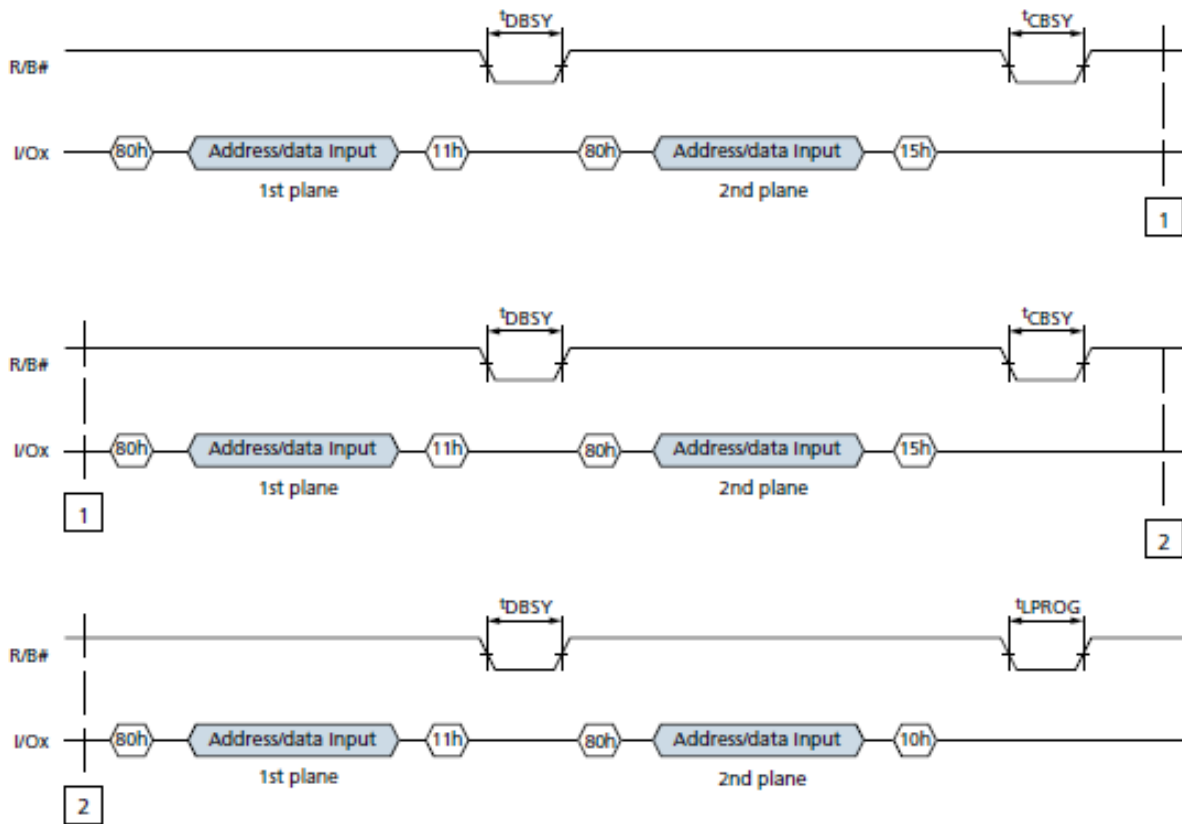 tDBSY tCBSY
R/B#
I/Ox 80h Address/data Input 11h 80h Address/data Input 15h
1st plane 2nd plane
1
tDBSY tCBSY
R/B#
I/Ox 80h Address/data Input 11h 80h Address/data Input 15h
1st plane 2nd plane
1
2
tDBSY tLPROG
R/B#
I/Ox 80h Address/data Input 11h 80h Address/data Input 10h
1st plane 2nd plane
2